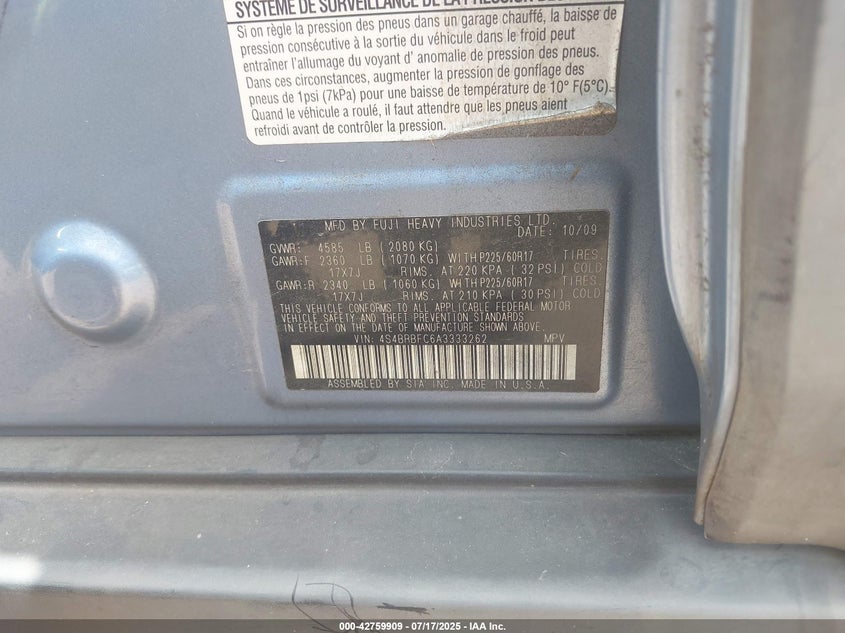 SYSTÈME DE SURVEILLANCE DE LA PRESSION
Si on règle la pression des pneus dans un garage chauffé, la baisse de
pression consécutive à la sortie du véhicule dans le froid peut
entraîner l'allumage du voyant d' anomalie de pression des pneus.
Dans ces circonstances, augmenter la pression de gonflage des
pneus de 1psi (7kPa) pour une baisse de température de 10° F(5°C).
Quand le véhicule a roulé, il faut attendre que les pneus aient
refroidi avant de contrôler la pression.
MFD BY FUJI HEAVY INDUSTRIES LTD.
DATE: 10/09
GVWR: 4585 LB ( 2080 KG)
GAWR:F 2360 LB ( 1070 KG) WITH P225/60R17 TIRES.
17X7J RIMS. AT 220 KPA ( 32 PSI) COLD
GAWR:R 2340 LB ( 1060 KG) WITH P225/60R17 TIRES.
17X7J RIMS. AT 210 KPA ( 30 PSI) COLD
THIS VEHICLE CONFORMS TO ALL APPLICABLE FEDERAL MOTOR
VEHICLE SAFETY AND THEFT PREVENTION STANDARDS
IN EFFECT ON THE DATE OF MANUFACTURE SHOWN ABOVE.
VIN: 4S4BRBFC6A3333262 MPV
ASSEMBLED BY SIA INC. MADE IN U.S.A.
000-42759909 - 07/17/2025 - IAA Inc.